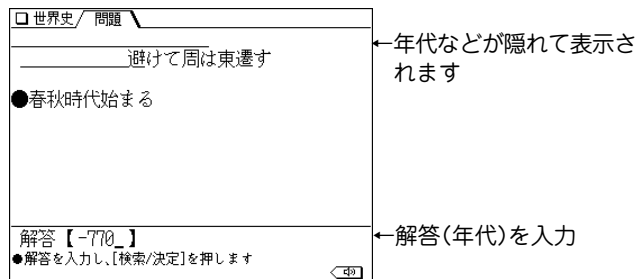 世界史 問題
避けて周は東遷す
●春秋時代始まる
解答【-770_】
●解答を入力し、[検索/決定]を押します
←年代などが隠れて表示さ
れます
←解答(年代)を入力